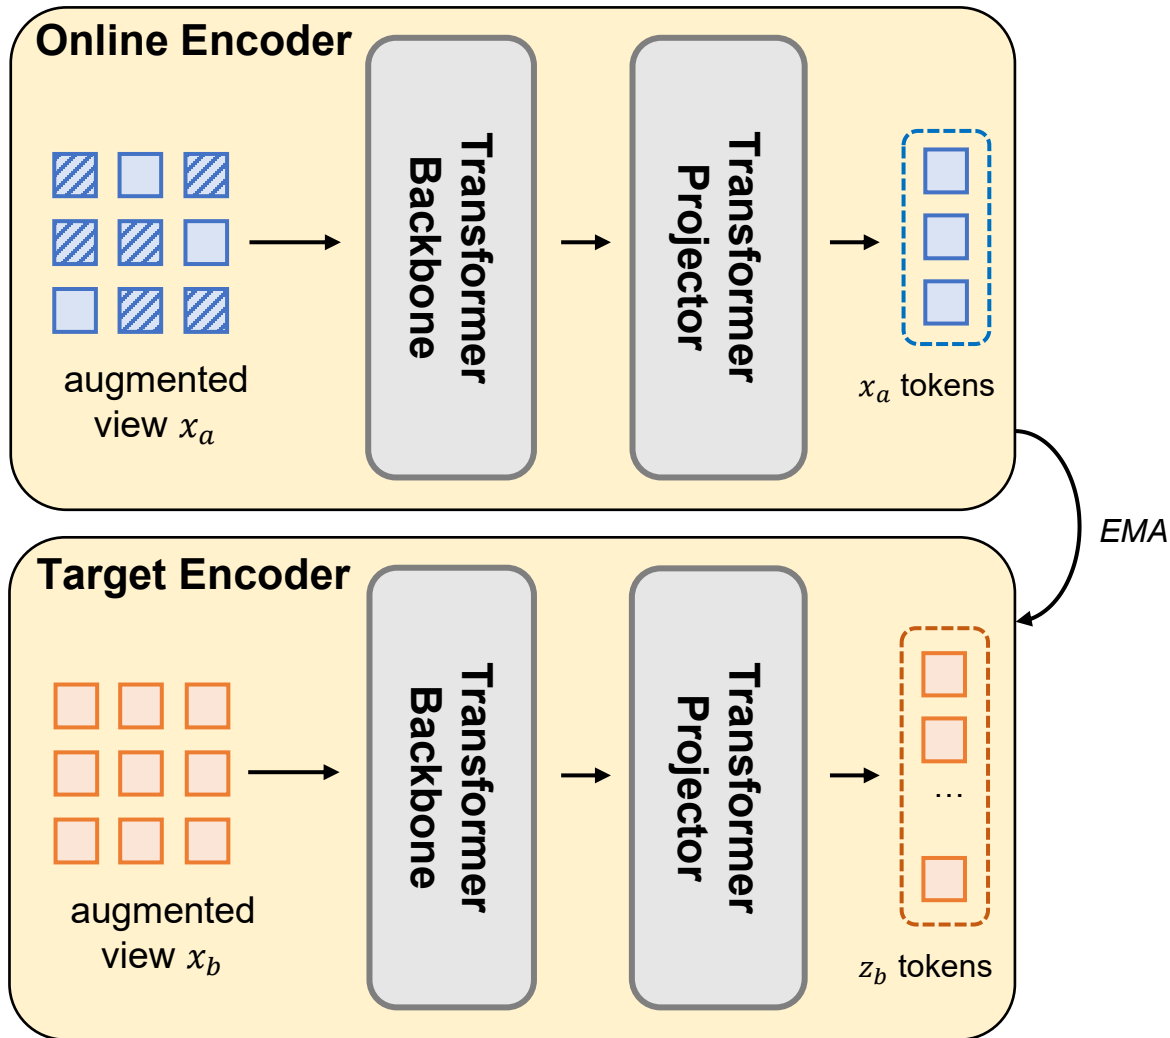 Online Encoder
Transformer
Backbone
Transformer
Projector
augmented
view x_a
x_a tokens
EMA
Target Encoder
Transformer
Backbone
Transformer
Projector
...
augmented
view x_b
z_b tokens